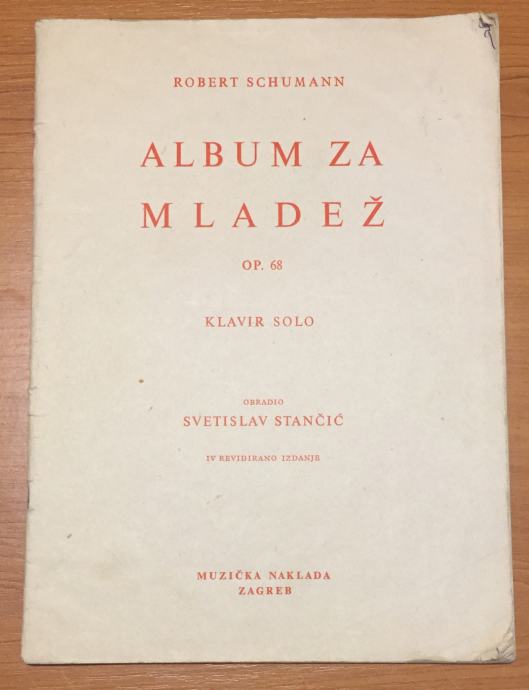 ROBERT SCHUMANN
ALBUM ZA
MLADEŽ
OP. 68
KLAVIR SOLO
OBRADIO
SVETISLAV STANČIĆ
IV REVIDIRANO IZDANJE
MUZIČKA NAKLADA
ZAGREB